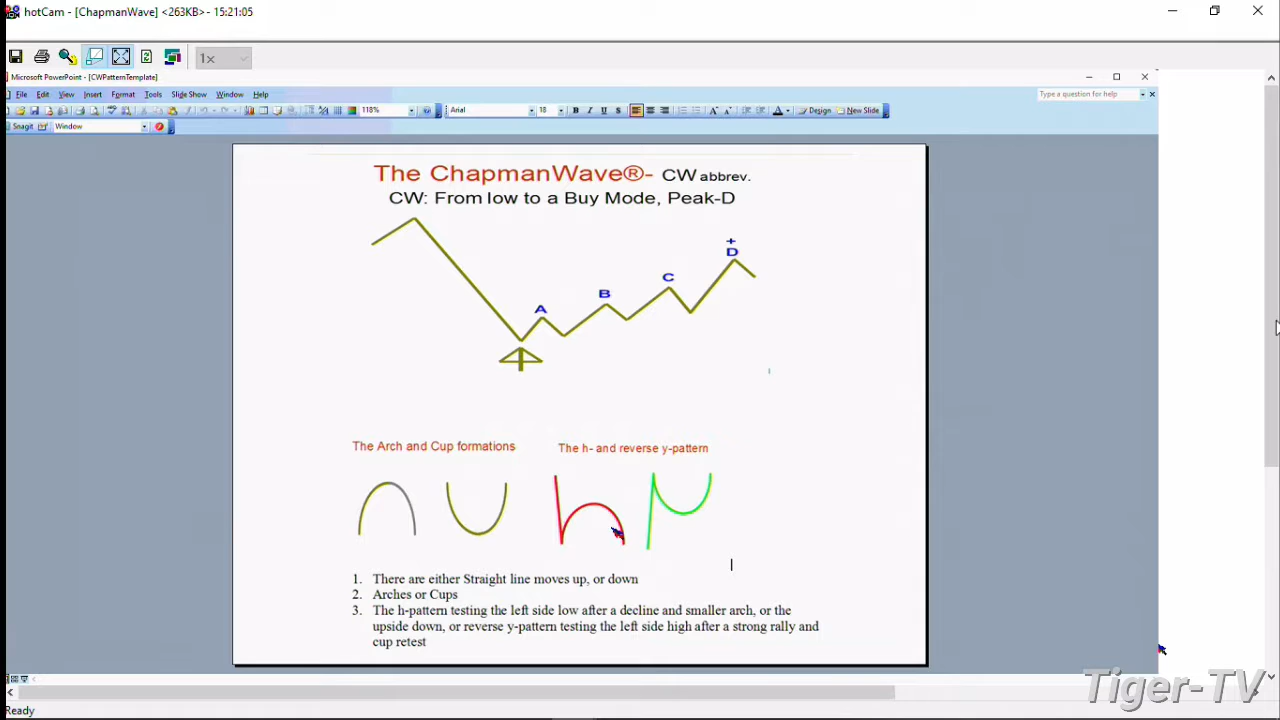 hotCam - [ChapmanWave] <263KB> - 15:21:05
1x
Microsoft PowerPoint - [CWPatternTemplate]
File Edit View Insert Format Tools Slide Show Window Help
Type a question for help
118%
Arial
18
B I U S
Design
New Slide
Snagit
Window
The ChapmanWave®- CW abbrev.
CW: From low to a Buy Mode, Peak-D
+
D
C
B
A
The Arch and Cup formations
The h- and reverse y-pattern
1. There are either Straight line moves up, or down
2. Arches or Cups
3. The h-pattern testing the left side low after a decline and smaller arch, or the
upside down, or reverse y-pattern testing the left side high after a strong rally and
cup retest
Tiger-TV
Ready